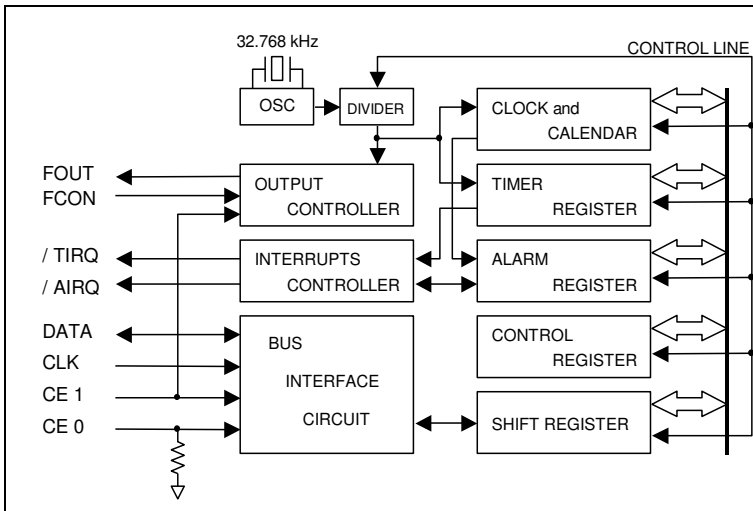 32.768 kHz
CONTROL LINE
OSC
DIVIDER
CLOCK and
CALENDAR
FOUT
FCON
OUTPUT
CONTROLLER
TIMER
REGISTER
/ TIRQ
/ AIRQ
INTERRUPTS
CONTROLLER
ALARM
REGISTER
DATA
CLK
CE 1
CE 0
BUS
INTERFACE
CIRCUIT
CONTROL
REGISTER
SHIFT REGISTER